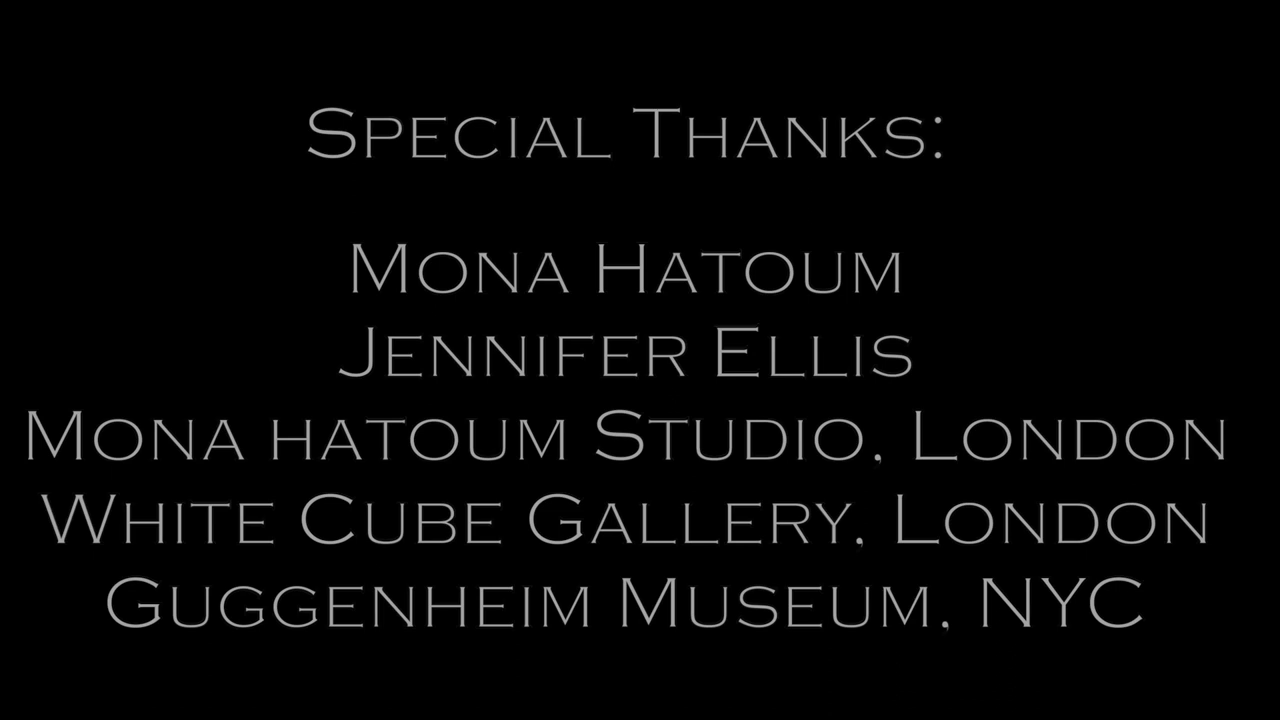 Special Thanks:
Mona Hatoum
Jennifer Ellis
Mona hatoum Studio, London
White Cube Gallery, London
Guggenheim Museum, NYC